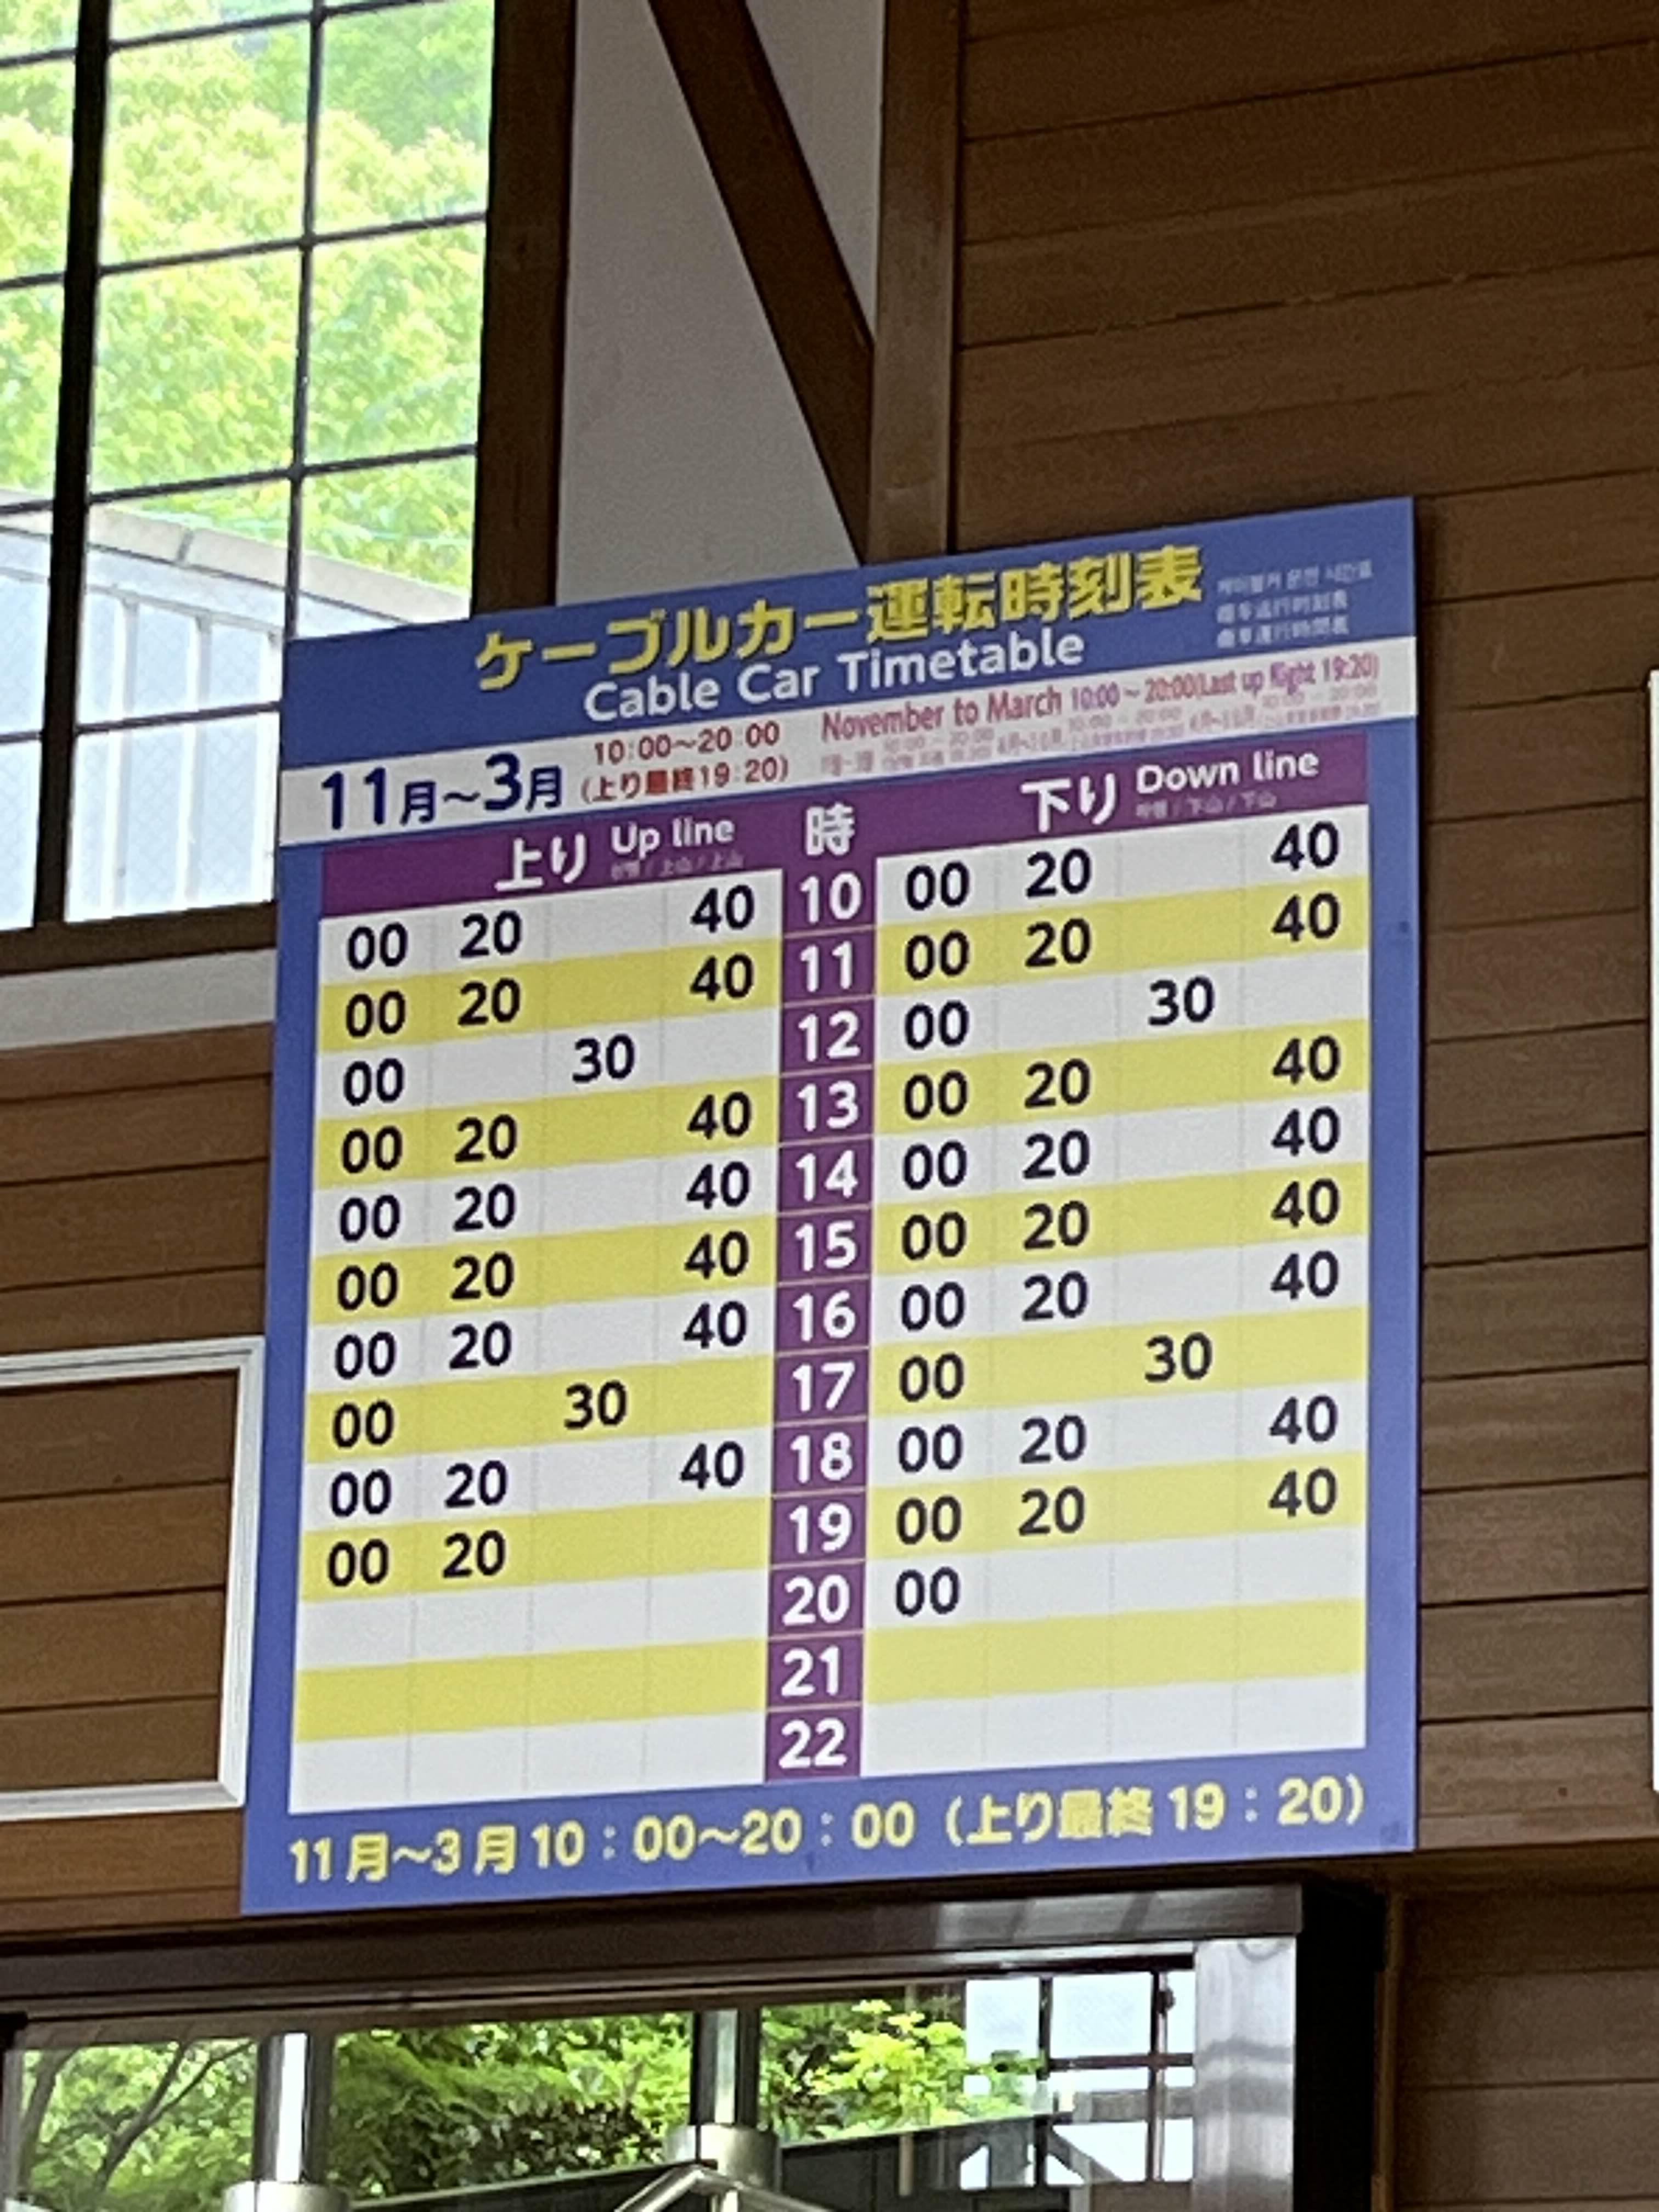 ケーブルカー運転時刻表
Cable Car Timetable
11月～3月
10:00～20:00
(上り最終19:20)
November to March 10:00～20:00(Last up flight 19:20)
上り Up line 時 下り Down line
00 20 40 10 00 20 40
00 20 40 11 00 20 40
00 30 12 00 30
00 20 40 13 00 20 40
00 20 40 14 00 20 40
00 20 40 15 00 20 40
00 20 40 16 00 20 40
00 30 17 00 30
00 20 40 18 00 20 40
00 20 19 00 20 40
20 00
21
22
11月～3月10：00～20：00（上り最終19：20）